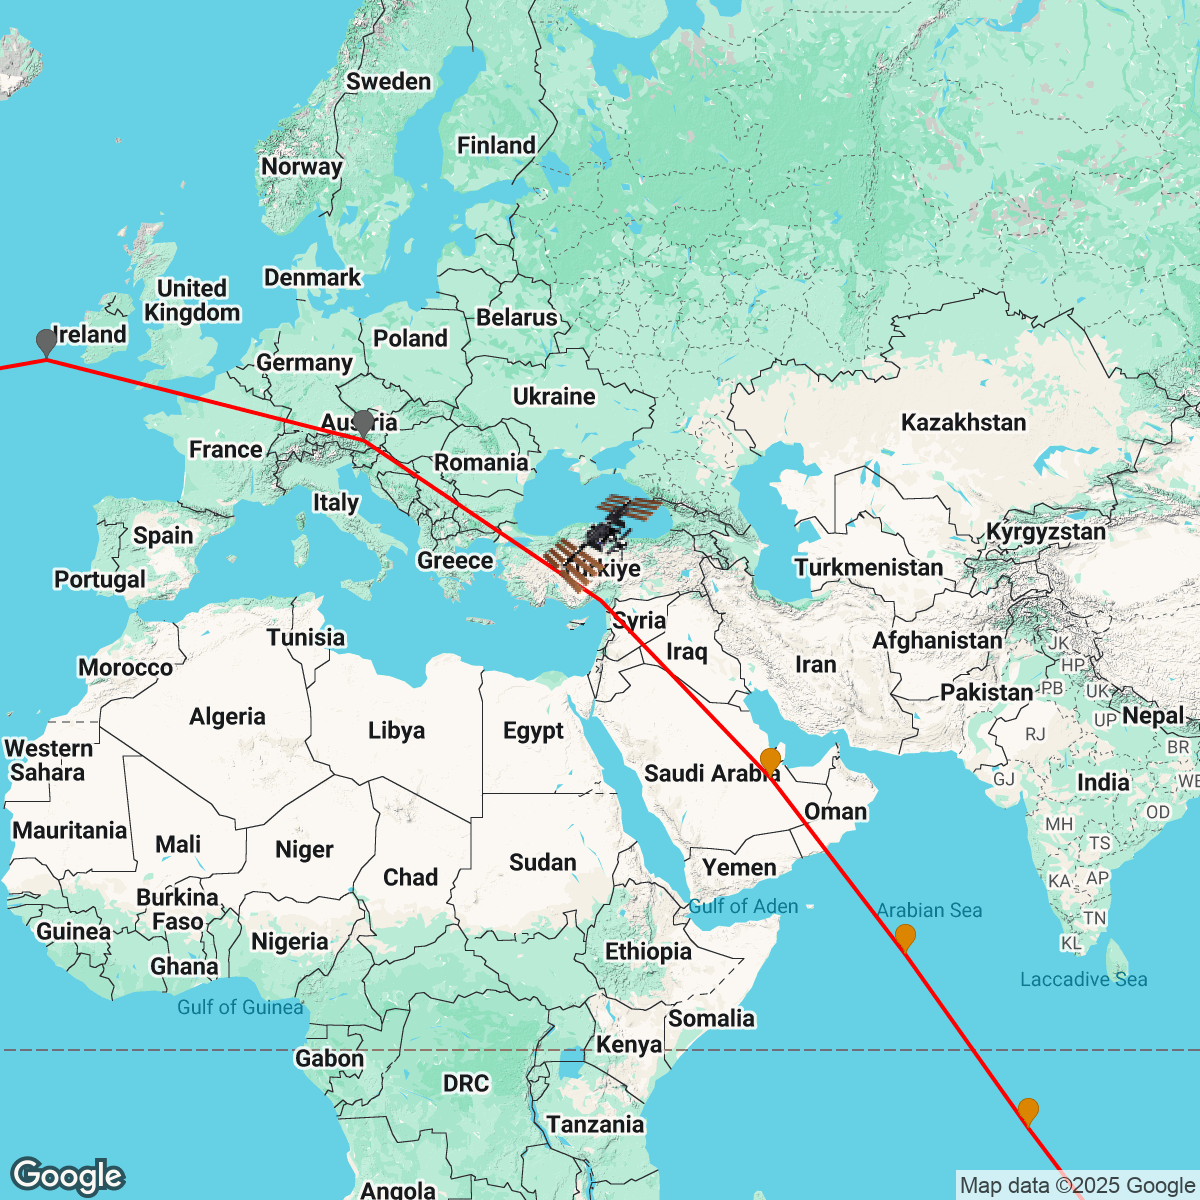 Sweden
Finland
Norway
Denmark
United
Kingdom
Ireland
Belarus
Poland
Germany
Ukraine
Austria
Kazakhstan
France
Romania
Italy
Spain
Kyrgyzstan
Greece
Türkiye
Turkmenistan
Portugal
Syria
Tunisia
Afghanistan
JK
Iraq
Iran
HP
Morocco
Pakistan
PB
UK
Algeria
Libya
Egypt
Nepal
UP
RJ
Western
Sahara
BR
Saudi Arabia
GJ
India
WB
Oman
OD
Mauritania
MH
Mali
Niger
TS
Sudan
Yemen
Chad
KA
AP
Burkina
Faso
Gulf of Aden
Arabian Sea
TN
Guinea
Nigeria
KL
Ethiopia
Ghana
Laccadive Sea
Gulf of Guinea
Somalia
Kenya
Gabon
DRC
Tanzania
Angola
Google
Map data ©2025 Google